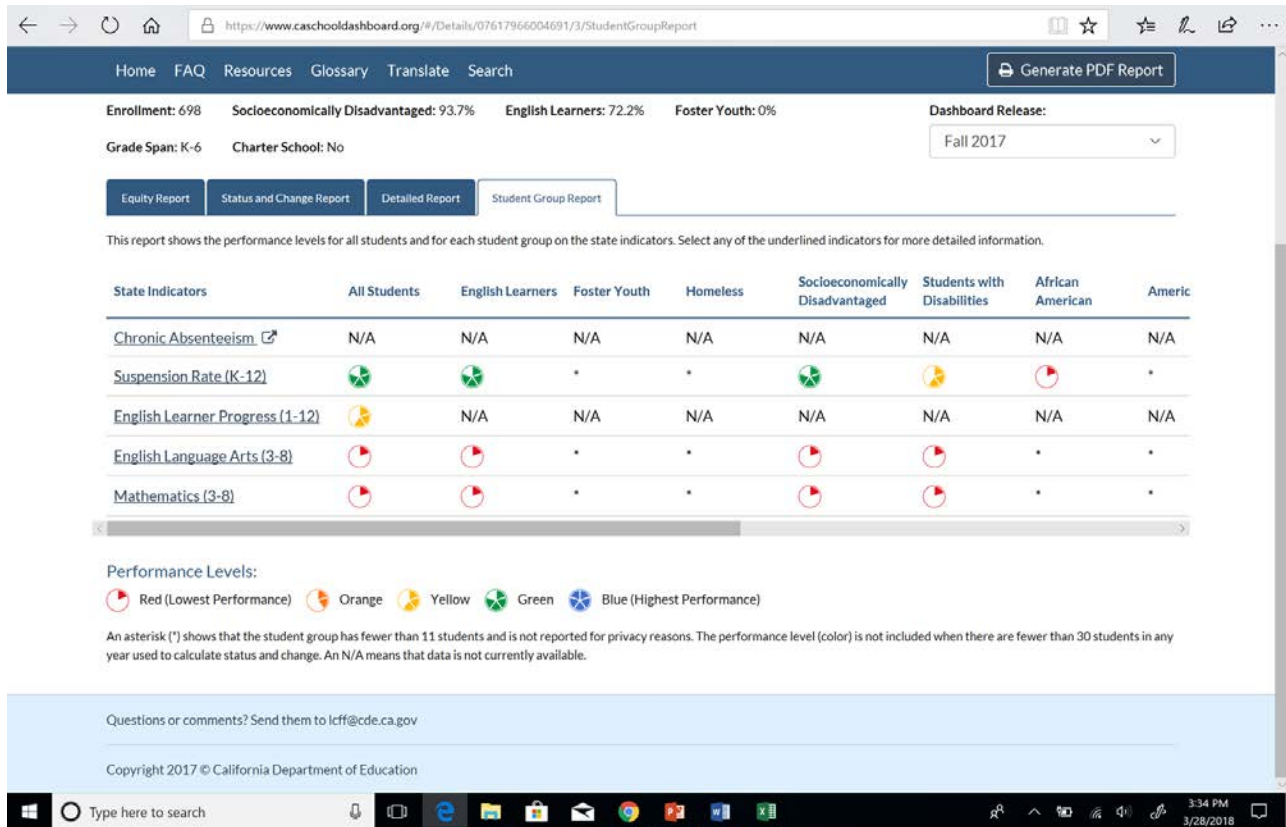 https://www.caschooldashboard.org/#/Details/07617966004691/3/StudentGroupReport
Home FAQ Resources Glossary Translate Search Generate PDF Report
Enrollment: 698 Socioeconomically Disadvantaged: 93.7% English Learners: 72.2% Foster Youth: 0% Dashboard Release:
Grade Span: K-6 Charter School: No Fall 2017
Equity Report Status and Change Report Detailed Report Student Group Report
This report shows the performance levels for all students and for each student group on the state indicators. Select any of the underlined indicators for more detailed information.
State Indicators All Students English Learners Foster Youth Homeless Socioeconomically Disadvantaged Students with Disabilities African American Americ
Chronic Absenteeism N/A N/A N/A N/A N/A N/A N/A N/A
Suspension Rate (K-12) * * *
English Learner Progress (1-12) N/A N/A N/A N/A N/A N/A N/A
English Language Arts (3-8) * * * *
Mathematics (3-8) * * * *
Performance Levels:
Red (Lowest Performance) Orange Yellow Green Blue (Highest Performance)
An asterisk (*) shows that the student group has fewer than 11 students and is not reported for privacy reasons. The performance level (color) is not included when there are fewer than 30 students in any
year used to calculate status and change. An N/A means that data is not currently available.
Questions or comments? Send them to lcff@cde.ca.gov
Copyright 2017 © California Department of Education
Type here to search 3:34 PM
3/28/2018